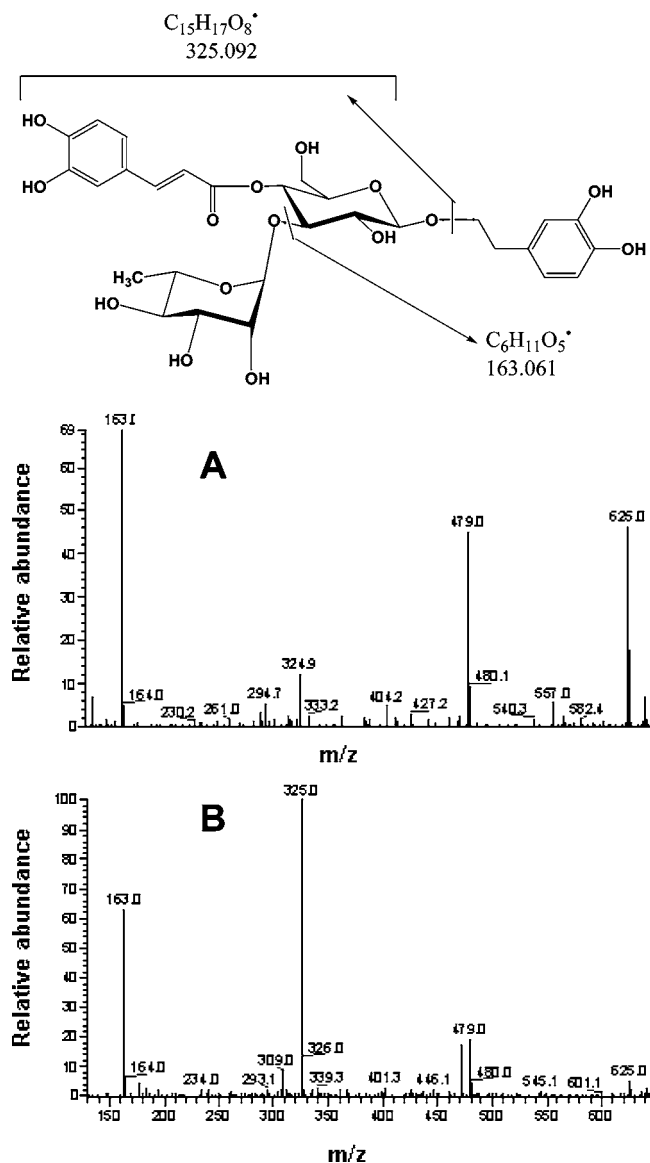 C15H17O8•
325.092
HO
HO
O
O
OH
O
OH
O
O
OH
OH
H3C
O
HO
HO
OH
C6H11O5•
163.061
A
Relative abundance
69
60
50
40
30
20
10
0
163.0
164.0
230.2
261.0
294.7
324.9
333.2
404.2
427.2
479.0
480.1
540.3
557.0
582.4
625.0
m/z
B
Relative abundance
100
90
80
70
60
50
40
30
20
10
0
163.0
164.0
234.0
293.1
309.0
325.0
326.0
339.3
401.3
446.1
479.0
480.0
545.1
601.1
625.0
150 200 250 300 350 400 450 500 550 600
m/z